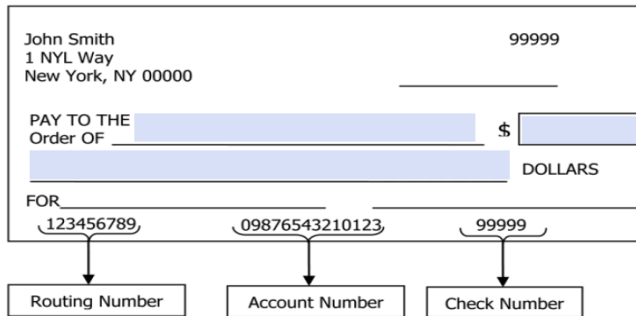 John Smith 99999
1 NYL Way
New York, NY 00000
PAY TO THE
Order OF $
DOLLARS
FOR
123456789 09876543210123 99999
Routing Number Account Number Check Number